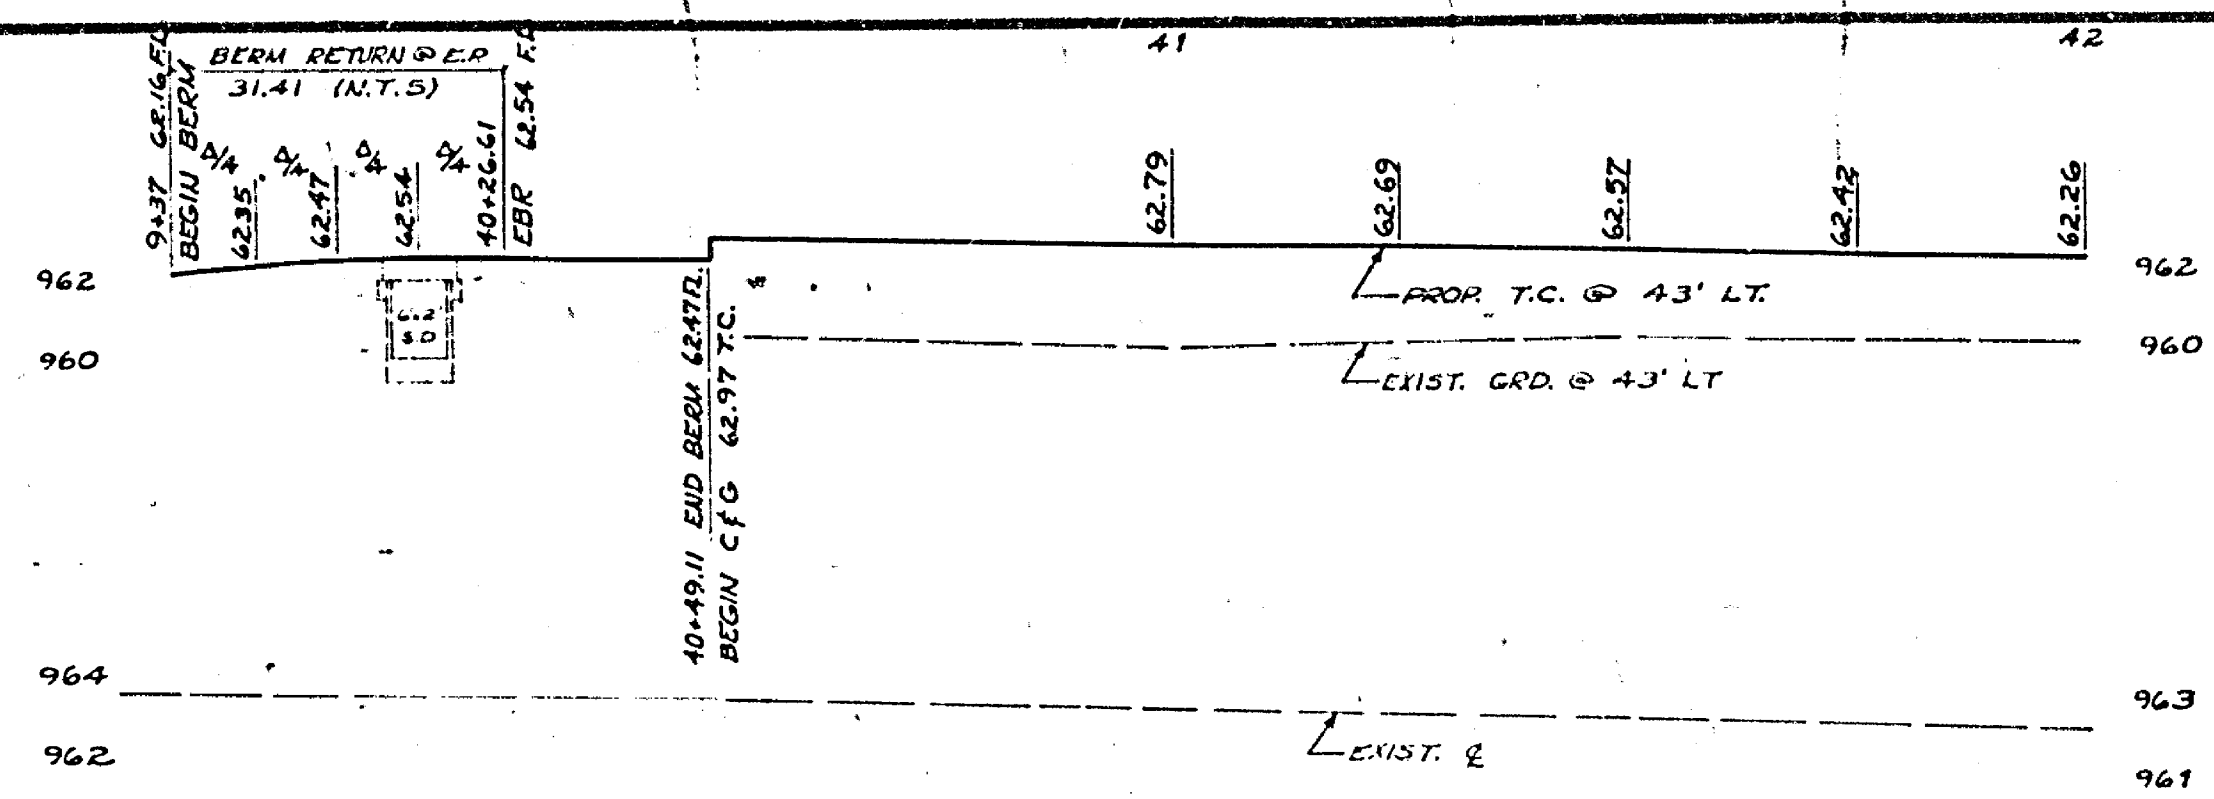 41
42
9+37 62.16 F.L
BEGIN BERM
BERM RETURN @ E.R
31.41 (N.T.S)
Δ/4
Δ/4
Δ/4
Δ/4
62.35
62.47
62.54
40+26.61
EBR 62.54 F.L
62.79
62.69
62.57
62.42
62.26
962
962
6.2'
S.D
PROP. T.C. @ 43' LT.
960
960
EXIST. GRD. @ 43' LT
40+49.11 END BERM 62.47 FL.
BEGIN C & G 62.97 T.C.
964
963
EXIST. ℄
962
961